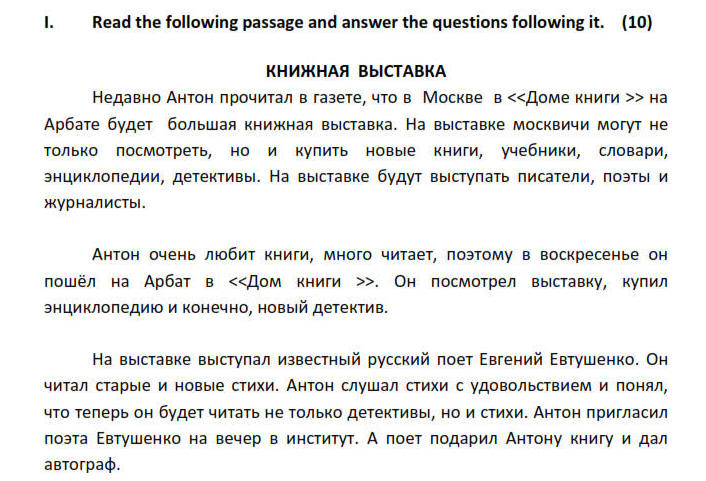 I. Read the following passage and answer the questions following it. (10)
КНИЖНАЯ ВЫСТАВКА
Недавно Антон прочитал в газете, что в Москве в <<Доме книги >> на
Арбате будет большая книжная выставка. На выставке москвичи могут не
только посмотреть, но и купить новые книги, учебники, словари,
энциклопедии, детективы. На выставке будут выступать писатели, поэты и
журналисты.
Антон очень любит книги, много читает, поэтому в воскресенье он
пошёл на Арбат в <<Дом книги >>. Он посмотрел выставку, купил
энциклопедию и конечно, новый детектив.
На выставке выступал известный русский поет Евгений Евтушенко. Он
читал старые и новые стихи. Антон слушал стихи с удовольствием и понял,
что теперь он будет читать не только детективы, но и стихи. Антон пригласил
поэта Евтушенко на вечер в институт. А поет подарил Антону книгу и дал
автограф.